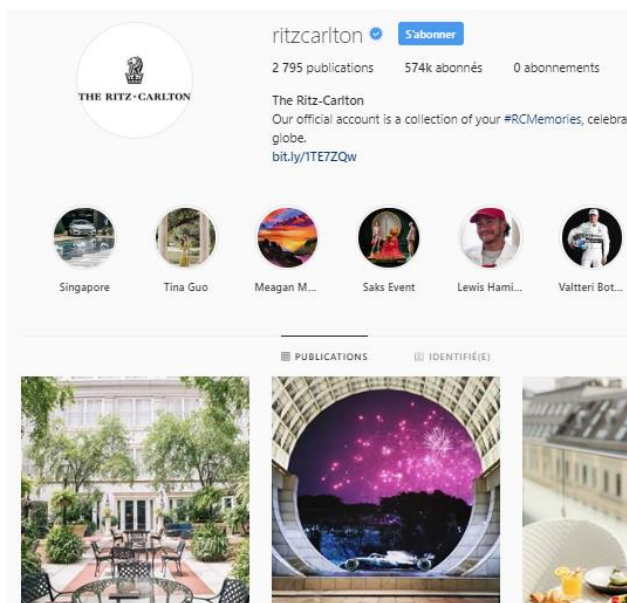 THE RITZ-CARLTON
ritzcarlton S'abonner
2 795 publications 574k abonnés 0 abonnements
The Ritz-Carlton
Our official account is a collection of your #RCMemories, celebra
globe.
bit.ly/1TE7ZQw
Singapore Tina Guo Meagan M... Saks Event Lewis Hami... Valtteri Bot...
PUBLICATIONS IDENTIFIÉ(E)